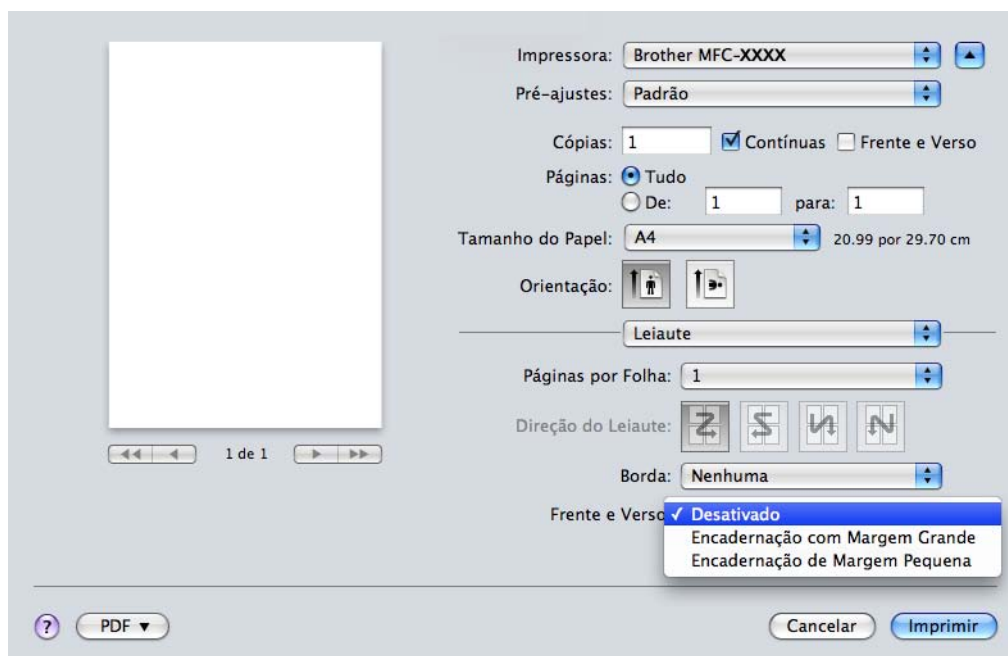 Impressora: Brother MFC-XXXX
Pré-ajustes: Padrão
Cópias: 1 Contínuas Frente e Verso
Páginas: Tudo
De: 1 para: 1
Tamanho do Papel: A4 20.99 por 29.70 cm
Orientação:
Leiaute
Páginas por Folha: 1
Direção do Leiaute:
1 de 1
Borda: Nenhuma
Frente e Verso ✓ Desativado
Encadernação com Margem Grande
Encadernação de Margem Pequena
? PDF ▼ Cancelar Imprimir